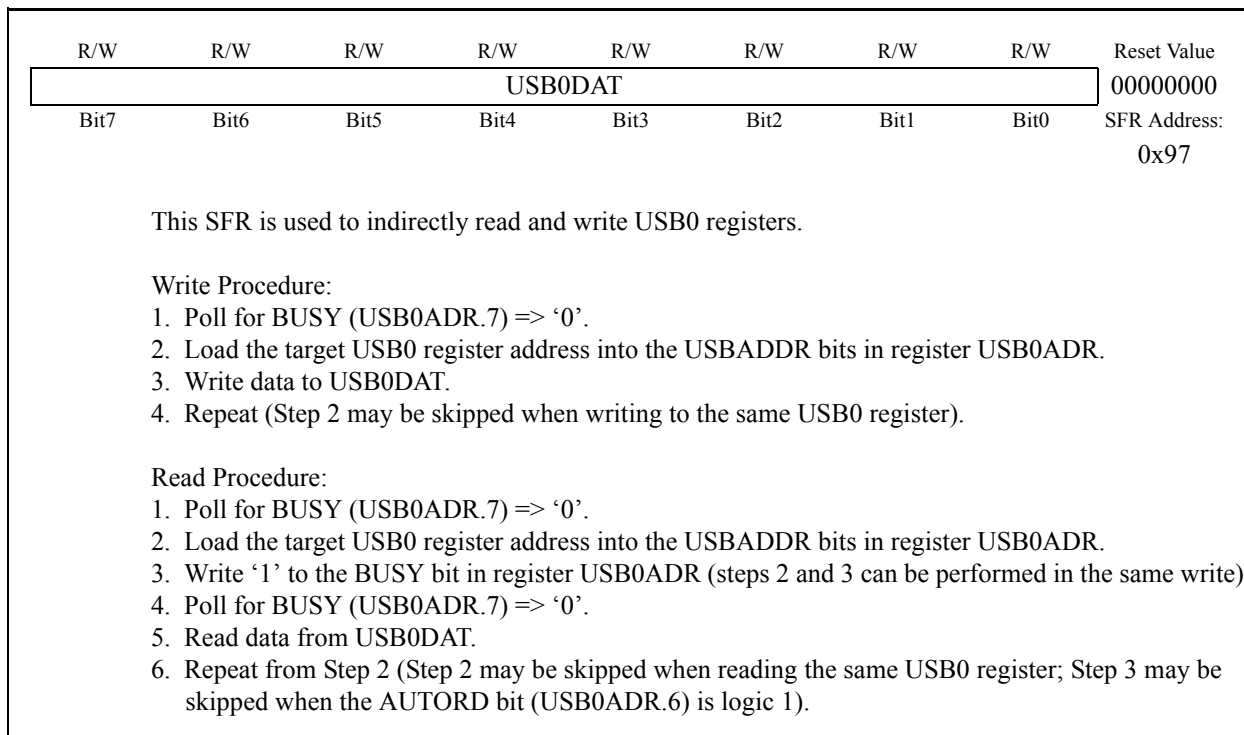 R/W R/W R/W R/W R/W R/W R/W R/W Reset Value
USB0DAT 00000000
Bit7 Bit6 Bit5 Bit4 Bit3 Bit2 Bit1 Bit0 SFR Address:
0x97
This SFR is used to indirectly read and write USB0 registers.
Write Procedure:
1. Poll for BUSY (USB0ADR.7) => ‘0’.
2. Load the target USB0 register address into the USBADDR bits in register USB0ADR.
3. Write data to USB0DAT.
4. Repeat (Step 2 may be skipped when writing to the same USB0 register).
Read Procedure:
1. Poll for BUSY (USB0ADR.7) => ‘0’.
2. Load the target USB0 register address into the USBADDR bits in register USB0ADR.
3. Write ‘1’ to the BUSY bit in register USB0ADR (steps 2 and 3 can be performed in the same write)
4. Poll for BUSY (USB0ADR.7) => ‘0’.
5. Read data from USB0DAT.
6. Repeat from Step 2 (Step 2 may be skipped when reading the same USB0 register; Step 3 may be
skipped when the AUTORD bit (USB0ADR.6) is logic 1).